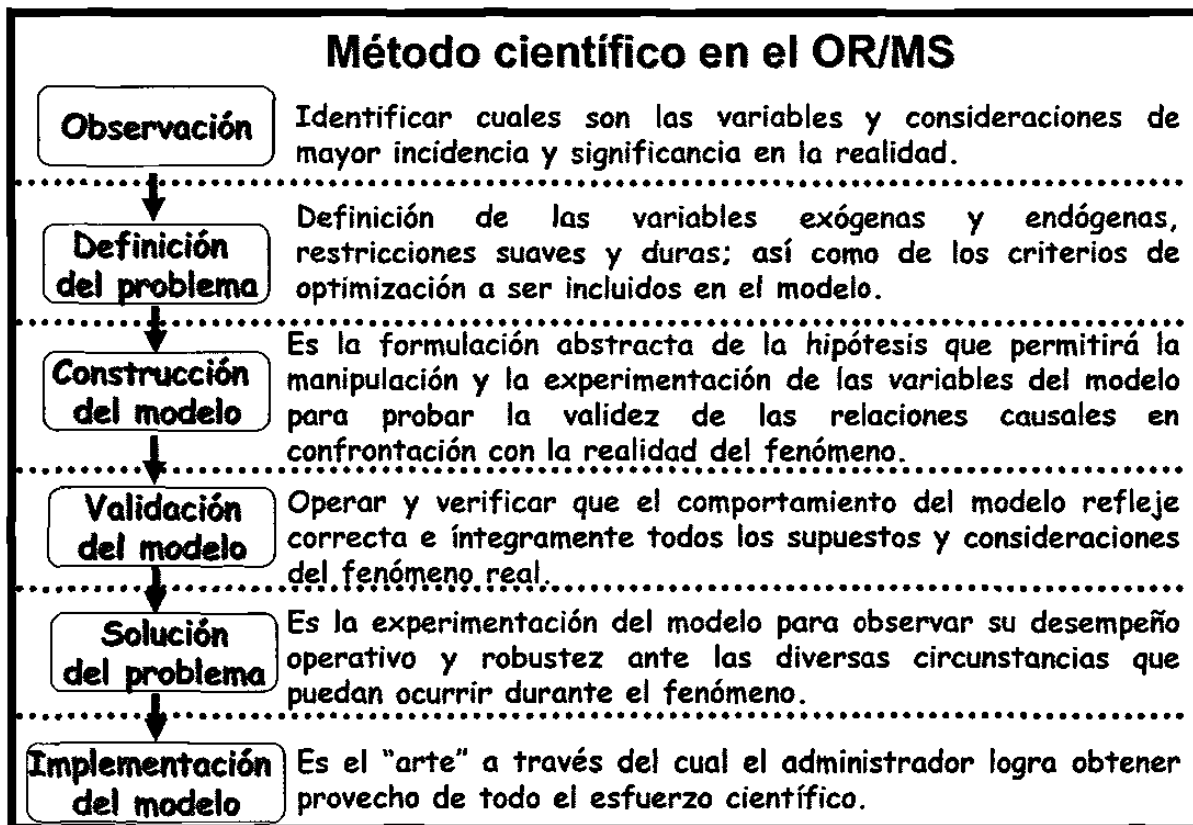 Método científico en el OR/MS
Observación
Identificar cuales son las variables y consideraciones de
mayor incidencia y significancia en la realidad.
Definición
del problema
Definición de las variables exógenas y endógenas,
restricciones suaves y duras; así como de los criterios de
optimización a ser incluidos en el modelo.
Construcción
del modelo
Es la formulación abstracta de la hipótesis que permitirá la
manipulación y la experimentación de las variables del modelo
para probar la validez de las relaciones causales en
confrontación con la realidad del fenómeno.
Validación
del modelo
Operar y verificar que el comportamiento del modelo refleje
correcta e íntegramente todos los supuestos y consideraciones
del fenómeno real.
Solución
del problema
Es la experimentación del modelo para observar su desempeño
operativo y robustez ante las diversas circunstancias que
puedan ocurrir durante el fenómeno.
Implementación
del modelo
Es el "arte" a través del cual el administrador logra obtener
provecho de todo el esfuerzo científico.